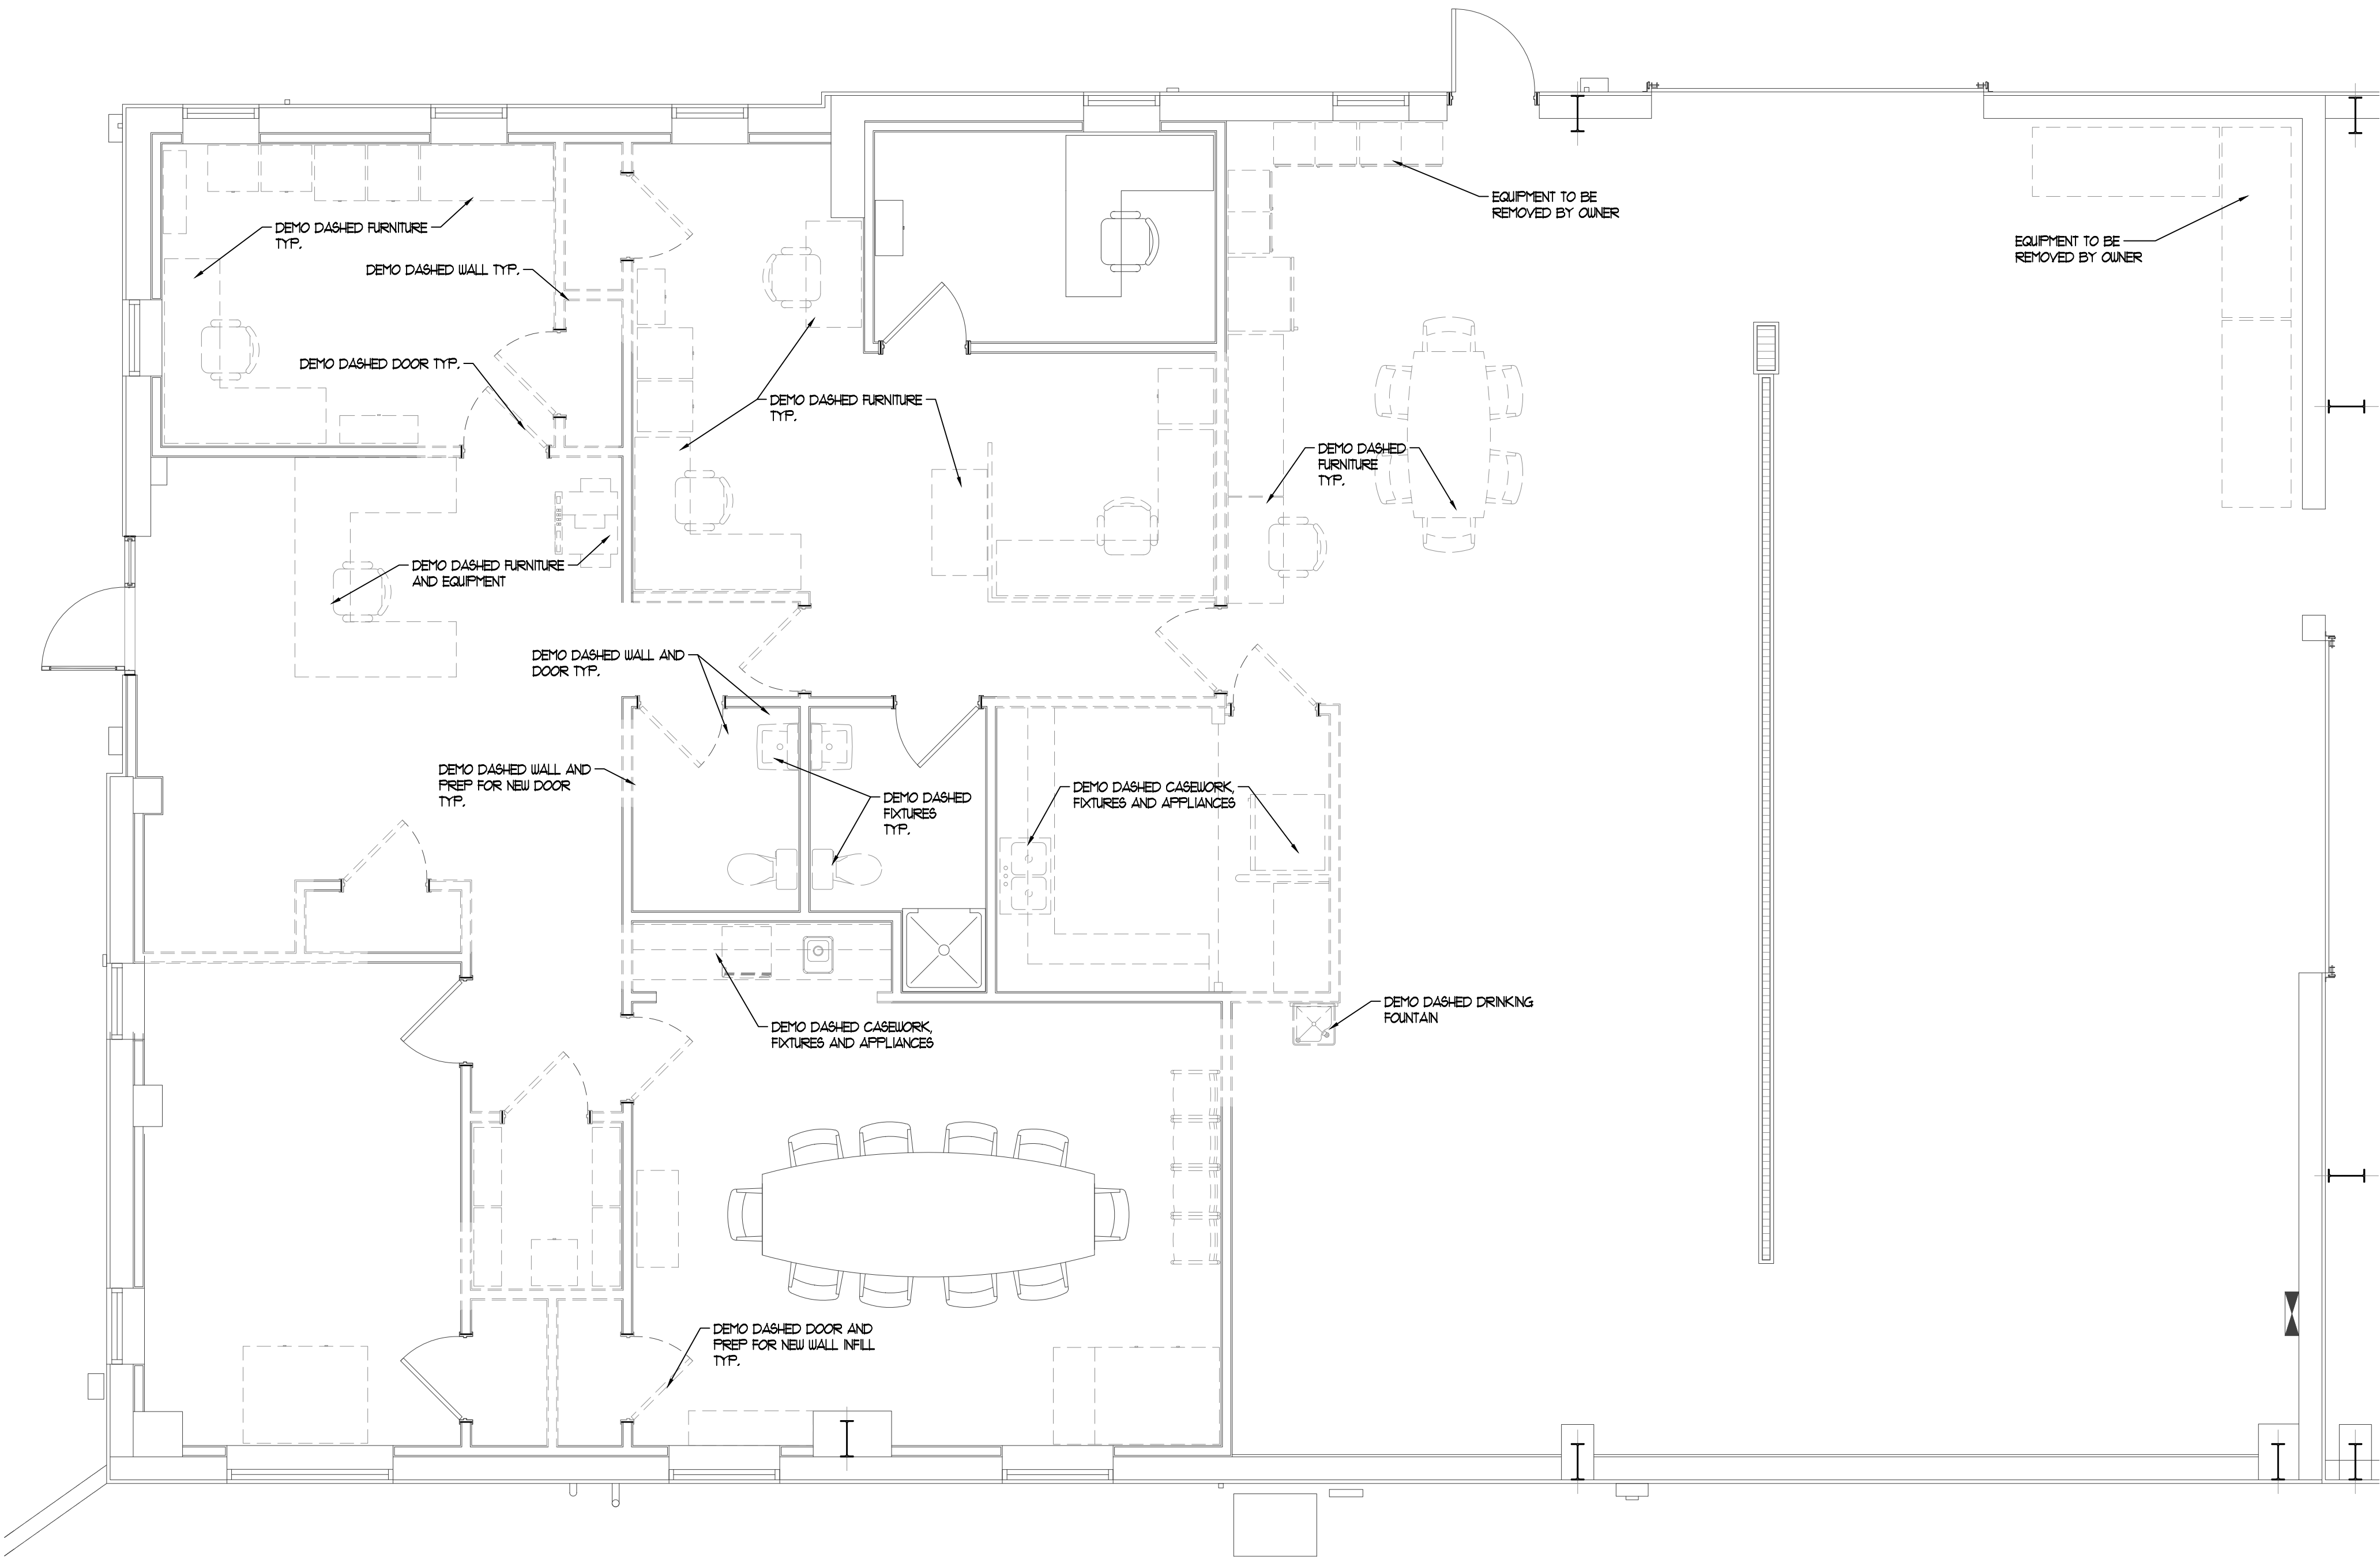 EQUIPMENT TO BE
REMOVED BY OWNER
DEMO DASHED FURNITURE
TYP.
EQUIPMENT TO BE
REMOVED BY OWNER
DEMO DASHED WALL TYP.
DEMO DASHED DOOR TYP.
DEMO DASHED FURNITURE
TYP.
DEMO DASHED
FURNITURE
TYP.
DEMO DASHED FURNITURE
AND EQUIPMENT
DEMO DASHED WALL AND
DOOR TYP.
DEMO DASHED WALL AND
PREP FOR NEW DOOR
TYP.
DEMO DASHED
FIXTURES
TYP.
DEMO DASHED CASEWORK,
FIXTURES AND APPLIANCES
DEMO DASHED DRINKING
FOUNTAIN
DEMO DASHED CASEWORK,
FIXTURES AND APPLIANCES
DEMO DASHED DOOR AND
PREP FOR NEW WALL INFILL
TYP.